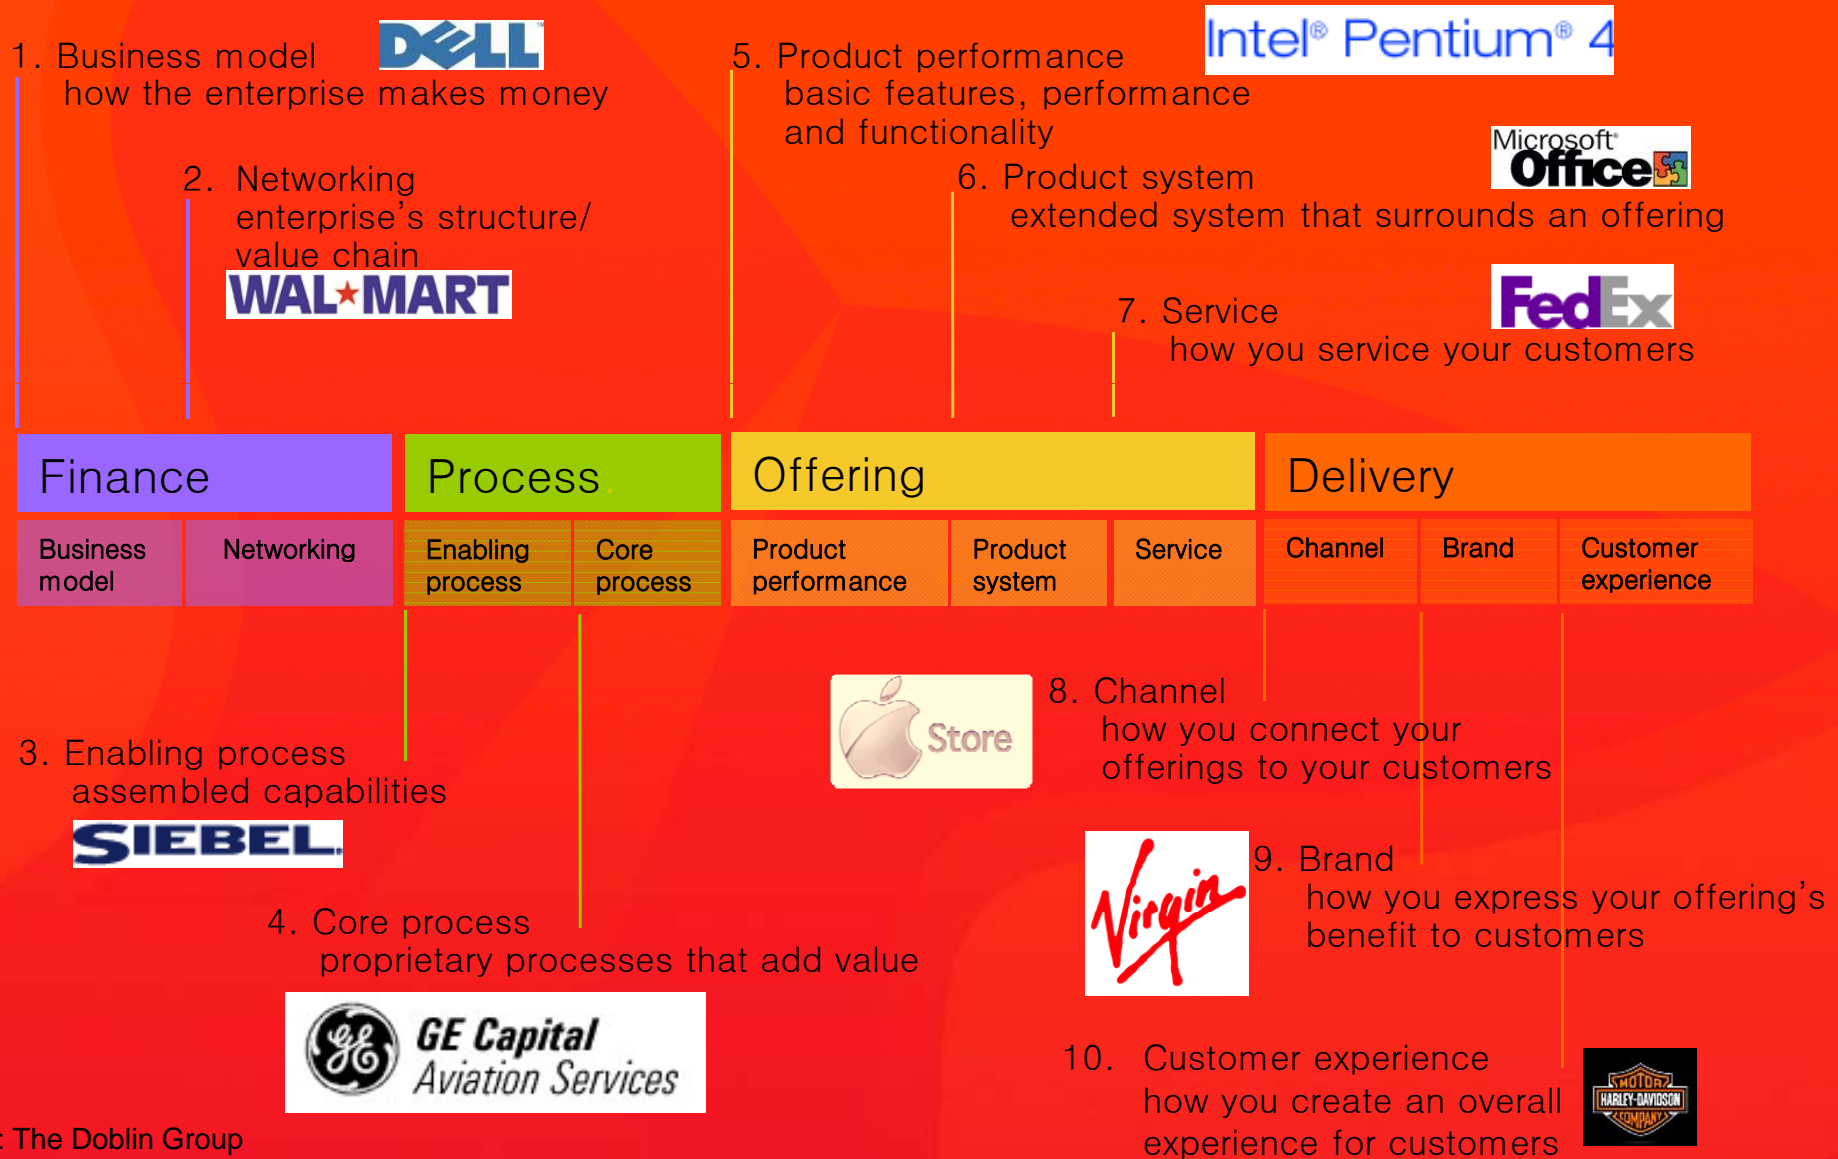 1. Business model
how the enterprise makes money
DELL™
2. Networking
enterprise's structure/
value chain
WAL★MART
5. Product performance
basic features, performance
and functionality
Intel® Pentium® 4
6. Product system
extended system that surrounds an offering
Microsoft®
Office
7. Service
how you service your customers
FedEx
Finance
Process.
Offering
Delivery
Business
model
Networking
Enabling
process
Core
process
Product
performance
Product
system
Service
Channel
Brand
Customer
experience
3. Enabling process
assembled capabilities
SIEBEL.
4. Core process
proprietary processes that add value
GE
GE Capital
Aviation Services
Store
8. Channel
how you connect your
offerings to your customers
Virgin
9. Brand
how you express your offering's
benefit to customers
10. Customer experience
how you create an overall
experience for customers
MOTOR
HARLEY-DAVIDSON
COMPANY
: The Doblin Group